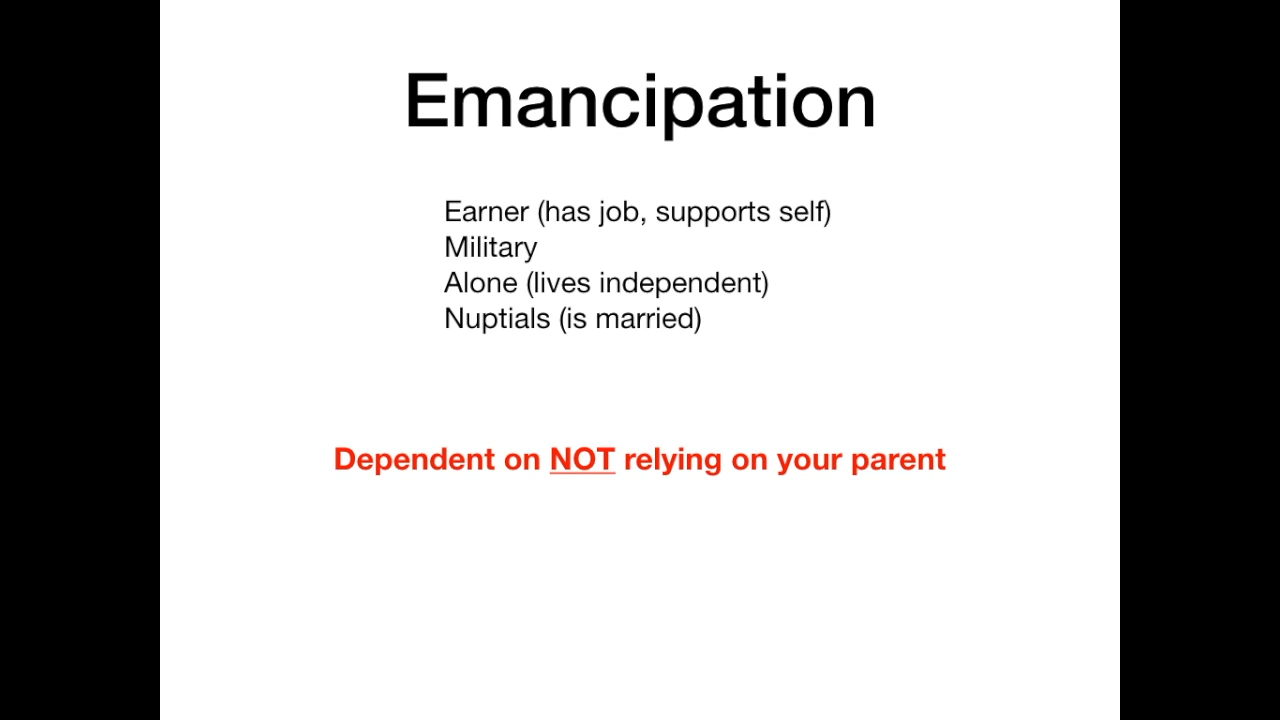 Emancipation
Earner (has job, supports self)
Military
Alone (lives independent)
Nuptials (is married)
Dependent on NOT relying on your parent